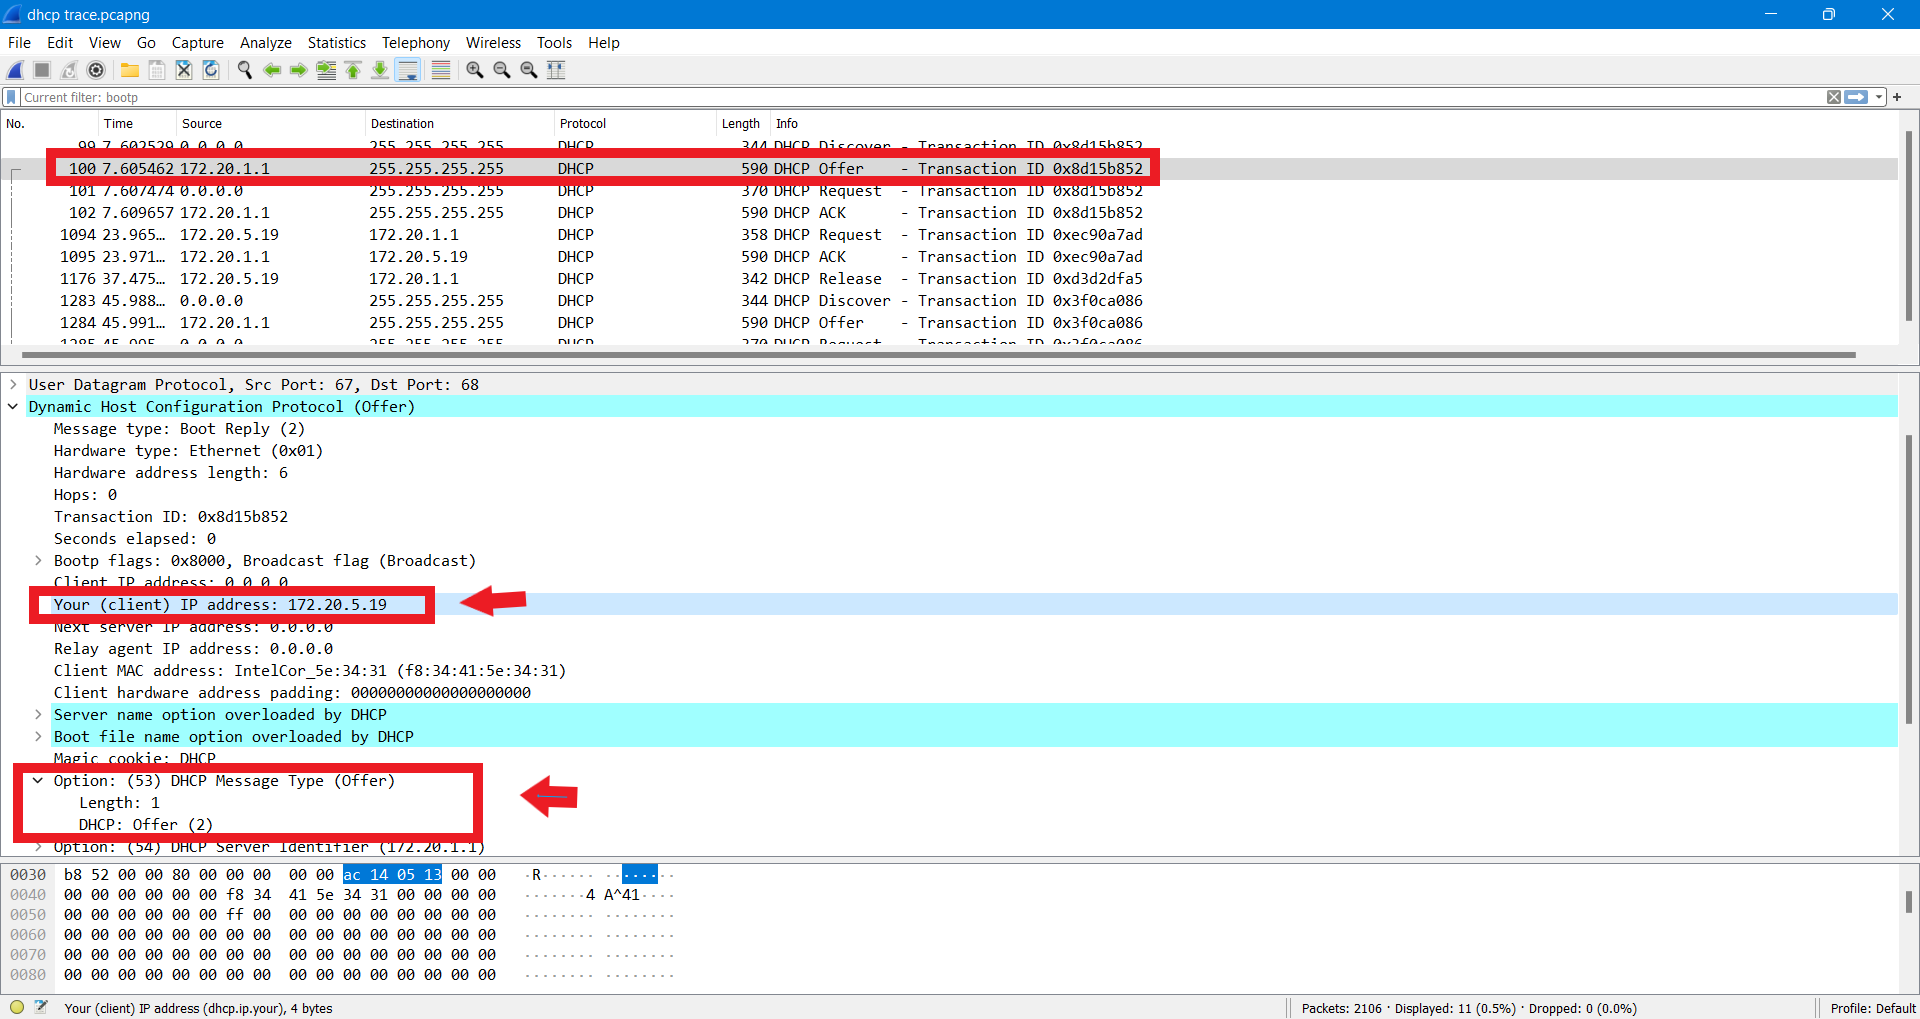 dhcp trace.pcapng
File Edit View Go Capture Analyze Statistics Telephony Wireless Tools Help
Current filter: bootp
No. Time Source Destination Protocol Length Info
99 7.602529 0.0.0.0 255.255.255.255 DHCP 344 DHCP Discover - Transaction ID 0x8d15b852
100 7.605462 172.20.1.1 255.255.255.255 DHCP 590 DHCP Offer - Transaction ID 0x8d15b852
101 7.607474 0.0.0.0 255.255.255.255 DHCP 370 DHCP Request - Transaction ID 0x8d15b852
102 7.609657 172.20.1.1 255.255.255.255 DHCP 590 DHCP ACK - Transaction ID 0x8d15b852
1094 23.965… 172.20.5.19 172.20.1.1 DHCP 358 DHCP Request - Transaction ID 0xec90a7ad
1095 23.971… 172.20.1.1 172.20.5.19 DHCP 590 DHCP ACK - Transaction ID 0xec90a7ad
1176 37.475… 172.20.5.19 172.20.1.1 DHCP 342 DHCP Release - Transaction ID 0xd3d2dfa5
1283 45.988… 0.0.0.0 255.255.255.255 DHCP 344 DHCP Discover - Transaction ID 0x3f0ca086
1284 45.991… 172.20.1.1 255.255.255.255 DHCP 590 DHCP Offer - Transaction ID 0x3f0ca086
1285 45.995… 0.0.0.0 255.255.255.255 DHCP 370 DHCP Request - Transaction ID 0x3f0ca086
User Datagram Protocol, Src Port: 67, Dst Port: 68
Dynamic Host Configuration Protocol (Offer)
Message type: Boot Reply (2)
Hardware type: Ethernet (0x01)
Hardware address length: 6
Hops: 0
Transaction ID: 0x8d15b852
Seconds elapsed: 0
Bootp flags: 0x8000, Broadcast flag (Broadcast)
Client IP address: 0.0.0.0
Your (client) IP address: 172.20.5.19
Next server IP address: 0.0.0.0
Relay agent IP address: 0.0.0.0
Client MAC address: IntelCor_5e:34:31 (f8:34:41:5e:34:31)
Client hardware address padding: 00000000000000000000
Server name option overloaded by DHCP
Boot file name option overloaded by DHCP
Magic cookie: DHCP
Option: (53) DHCP Message Type (Offer)
Length: 1
DHCP: Offer (2)
Option: (54) DHCP Server Identifier (172.20.1.1)
0030 b8 52 00 00 80 00 00 00 00 00 ac 14 05 13 00 00 ·R······ ········
0040 00 00 00 00 00 00 f8 34 41 5e 34 31 00 00 00 00 ·······4 A^41····
0050 00 00 00 00 00 00 ff 00 00 00 00 00 00 00 00 00 ········ ········
0060 00 00 00 00 00 00 00 00 00 00 00 00 00 00 00 00 ········ ········
0070 00 00 00 00 00 00 00 00 00 00 00 00 00 00 00 00 ········ ········
0080 00 00 00 00 00 00 00 00 00 00 00 00 00 00 00 00 ········ ········
Your (client) IP address (dhcp.ip.your), 4 bytes Packets: 2106 · Displayed: 11 (0.5%) · Dropped: 0 (0.0%) Profile: Default